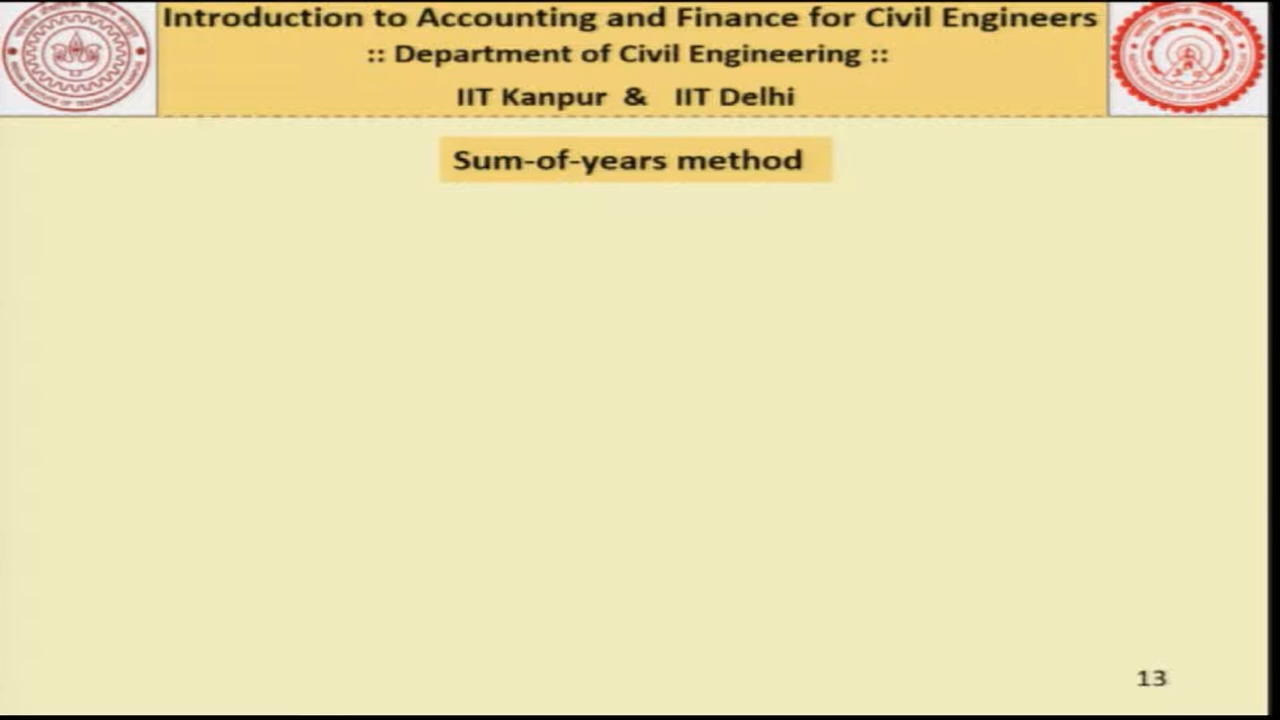 Introduction to Accounting and Finance for Civil Engineers
:: Department of Civil Engineering ::
IIT Kanpur & IIT Delhi
Sum-of-years method
13